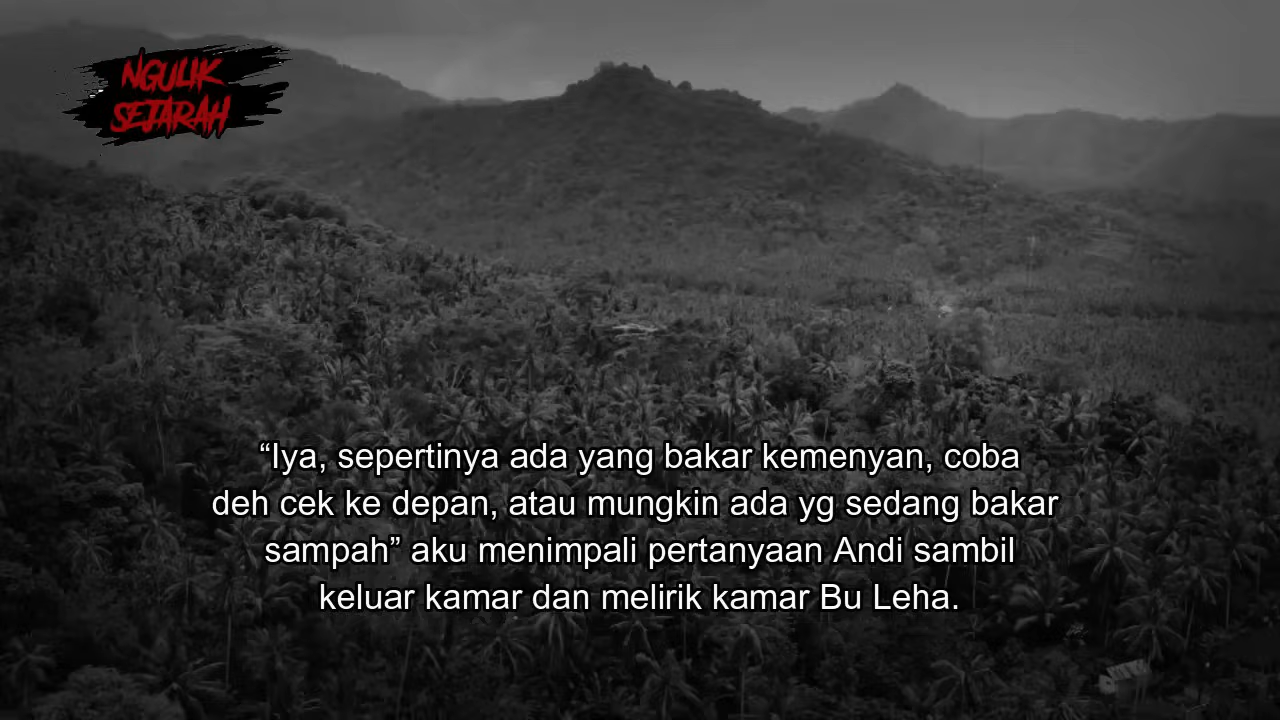 NGULIK
SEJARAH
“Iya, sepertinya ada yang bakar kemenyan, coba
deh cek ke depan, atau mungkin ada yg sedang bakar
sampah” aku menimpali pertanyaan Andi sambil
keluar kamar dan melirik kamar Bu Leha.